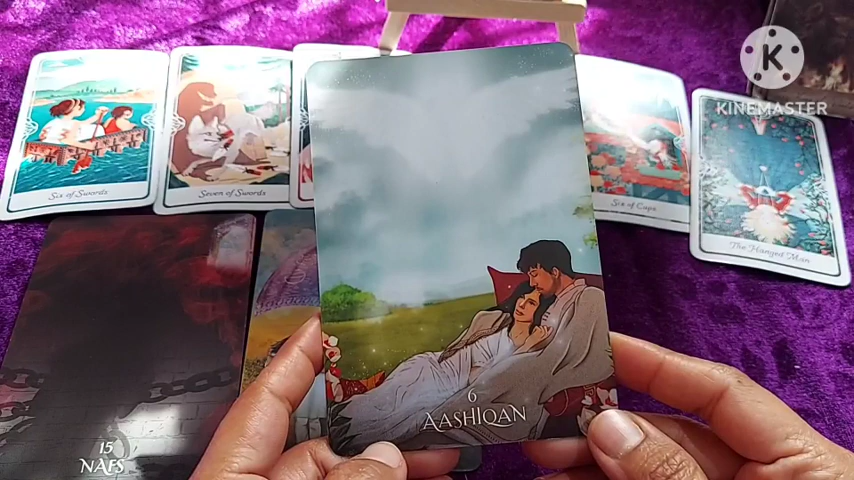 K
KINEMASTER
Six of Swords
Seven of Swords
Six of Cups
The Hanged Man
6
AASHIQAN
15
NAFS